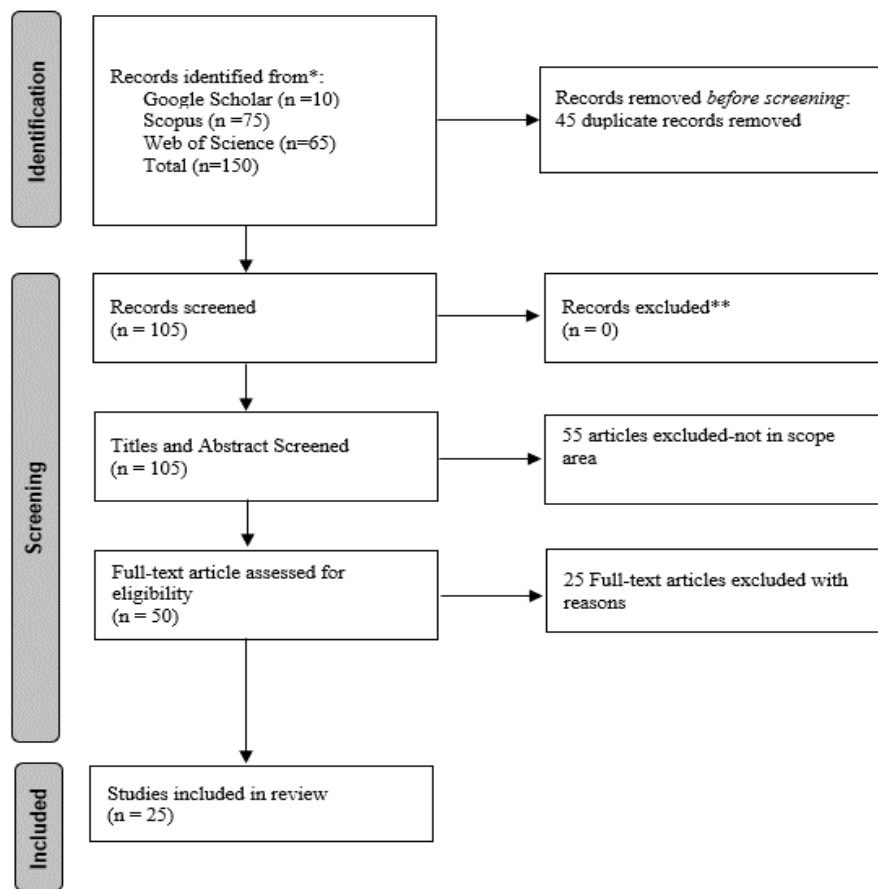 Identification
Records identified from*:
Google Scholar (n =10)
Scopus (n =75)
Web of Science (n=65)
Total (n=150)
Records removed before screening:
45 duplicate records removed
Screening
Records screened
(n = 105)
Records excluded**
(n = 0)
Titles and Abstract Screened
(n = 105)
55 articles excluded-not in scope
area
Full-text article assessed for
eligibility
(n = 50)
25 Full-text articles excluded with
reasons
Included
Studies included in review
(n = 25)